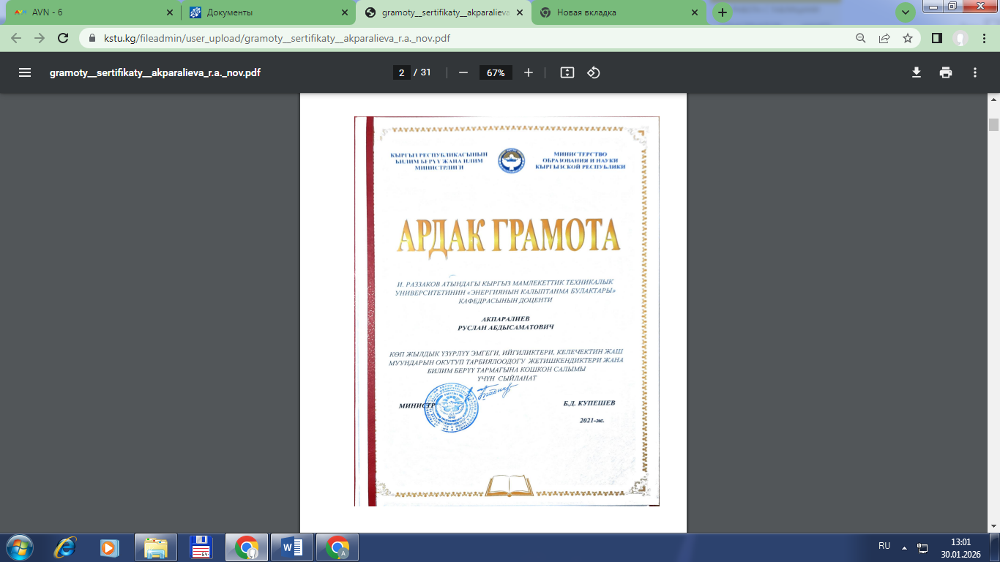 AVN - 6
Документы
gramoty__sertifikaty__akparalieva
Новая вкладка
kstu.kg/fileadmin/user_upload/gramoty__sertifikaty__akparalieva_r.a._nov.pdf
gramoty__sertifikaty__akparalieva_r.a._nov.pdf
2 / 31
67%
КЫРГЫЗ РЕСПУБЛИКАСЫНЫН
БИЛИМ БЕРҮҮ ЖАНА ИЛИМ
МИНИСТРЛИГИ
МИНИСТЕРСТВО
ОБРАЗОВАНИЯ И НАУКИ
КЫРГЫЗСКОЙ РЕСПУБЛИКИ
АРДАК ГРАМОТА
И. РАЗЗАКОВ АТЫНДАГЫ КЫРГЫЗ МАМЛЕКЕТТИК ТЕХНИКАЛЫК
УНИВЕРСИТЕТИНИН «ЭНЕРГИЯНЫН КАЛЫПТАНМА БУЛАКТАРЫ»
КАФЕДРАСЫНЫН ДОЦЕНТИ
АКПАРАЛИЕВ
РУСЛАН АБДЫСАМАТОВИЧ
КӨП ЖЫЛДЫК ҮЗҮРЛҮҮ ЭМГЕГИ, ИЙГИЛИКТЕРИ, КЕЛЕЧЕКТИН ЖАШ
МУУНДАРЫН ОКУТУП ТАРБИЯЛООДОГУ ЖЕТИШКЕНДИКТЕРИ ЖАНА
БИЛИМ БЕРҮҮ ТАРМАГЫНА КОШКОН САЛЫМЫ
ҮЧҮН СЫЙЛАНАТ
МИНИСТР
Б.Д. КУПЕШЕВ
2021-ж.
RU
13:01
30.01.2026